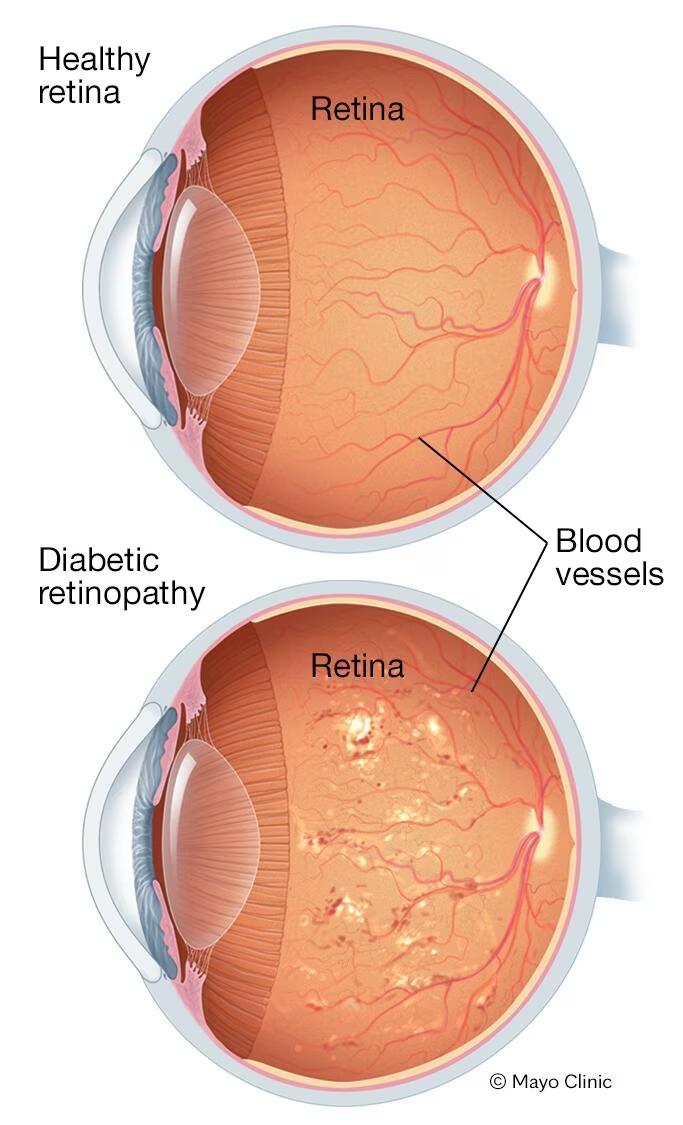 Healthy
retina
Retina
Blood
vessels
Diabetic
retinopathy
Retina
© Mayo Clinic